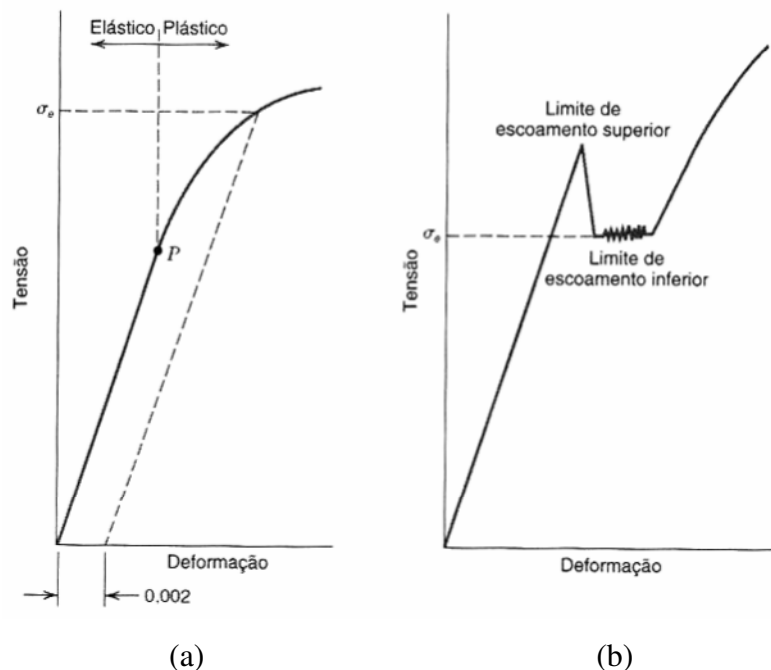 Elástico Plástico
σe
P
Tensão
Deformação
0,002
(a)
Limite de
escoamento superior
σe
Limite de
escoamento inferior
Tensão
Deformação
(b)